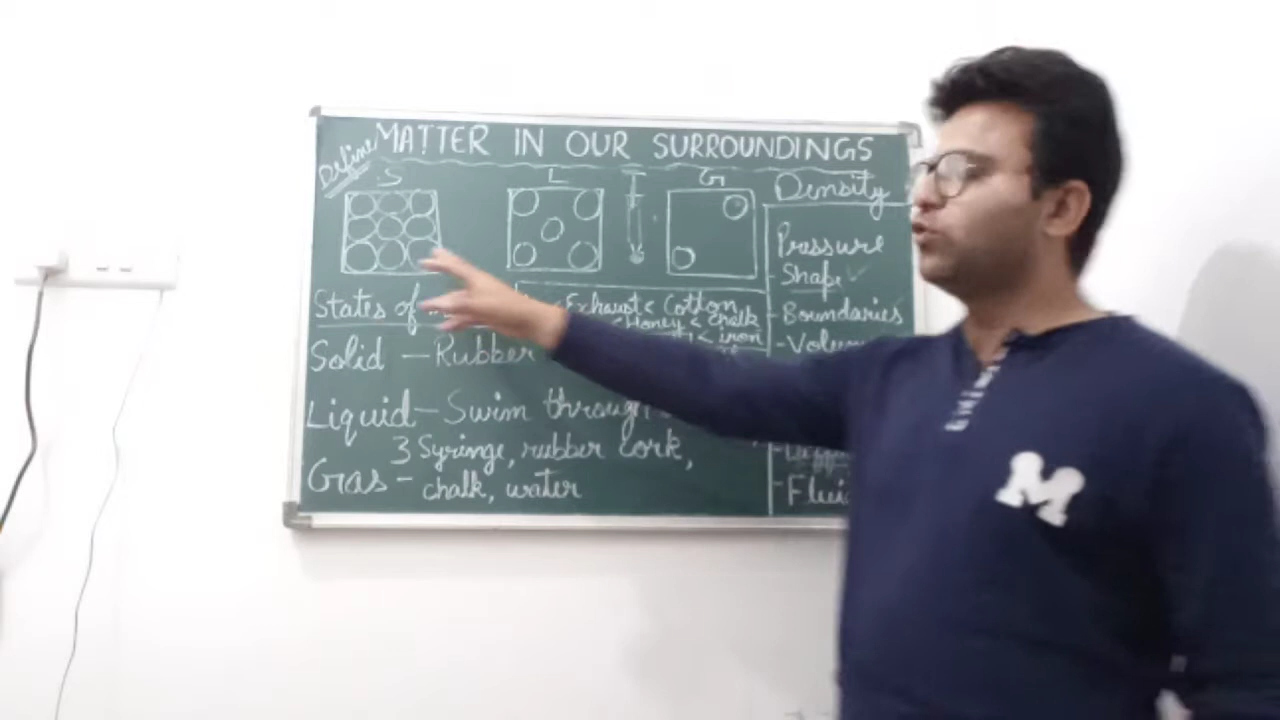 MATTER IN OUR SURROUNDINGS
Define
S L G
Density
Pressure
- Shape ✓
- Boundaries
States of
Exhaust < Cotton
< Honey < chalk
< iron
Solid - Rubber
Liquid - Swim through
3 Syringe, rubber cork,
Gas - chalk, water
M